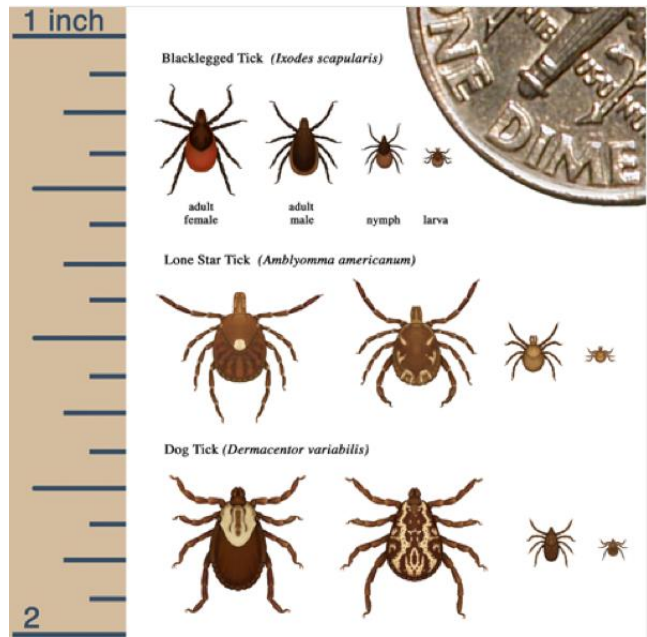 1 inch
Blacklegged Tick (Ixodes scapularis)
ONE DIME
adult female
adult male
nymph
larva
Lone Star Tick (Amblyomma americanum)
Dog Tick (Dermacentor variabilis)
2